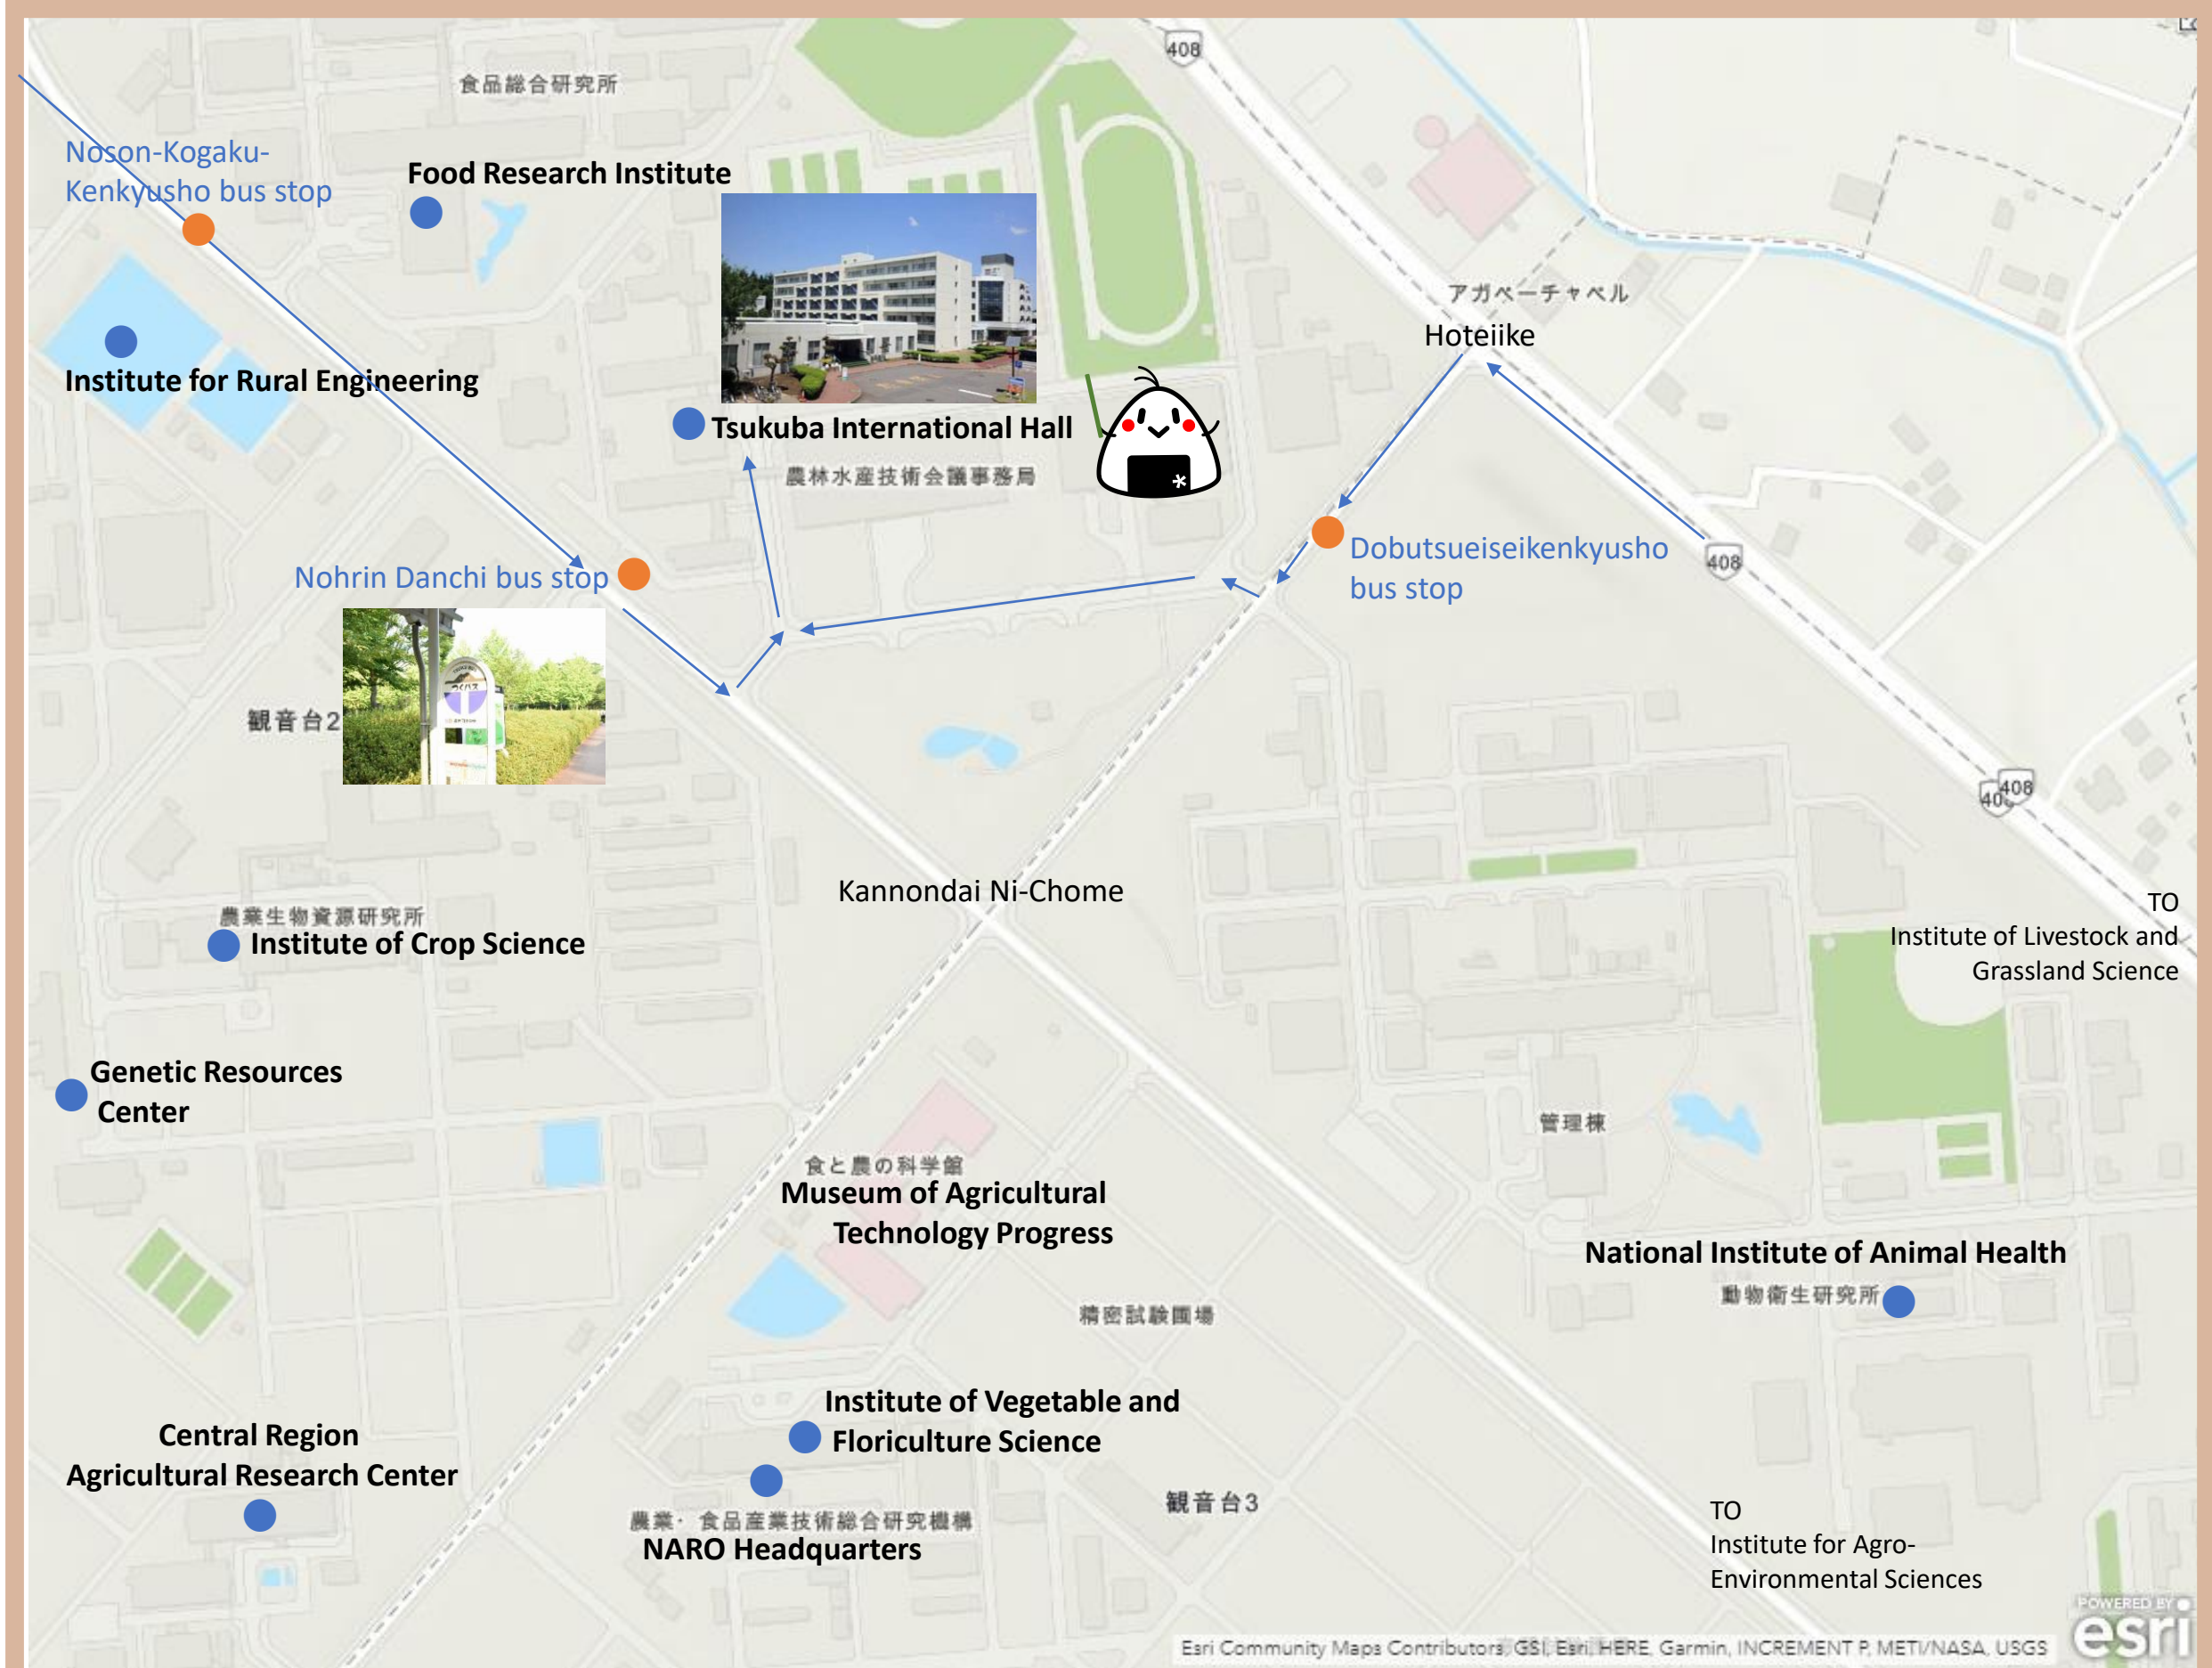 408
食品総合研究所
Noson-Kogaku-
Kenkyusho bus stop
Food Research Institute
アガペーチャペル
Hoteiike
Institute for Rural Engineering
Tsukuba International Hall
農林水産技術会議事務局
*
Dobutsueiseikenkyusho
bus stop
408
Nohrin Danchi bus stop
つくバス
観音台2
408
408
Kannondai Ni-Chome
TO
Institute of Livestock and
Grassland Science
農業生物資源研究所
Institute of Crop Science
Genetic Resources
Center
管理棟
食と農の科学館
Museum of Agricultural
Technology Progress
National Institute of Animal Health
動物衛生研究所
精密試験圃場
Institute of Vegetable and
Floriculture Science
Central Region
Agricultural Research Center
農業・食品産業技術総合研究機構
NARO Headquarters
観音台3
TO
Institute for Agro-
Environmental Sciences
POWERED BY
esri
Esri Community Maps Contributors, GSI, Esri, HERE, Garmin, INCREMENT P, METI/NASA, USGS